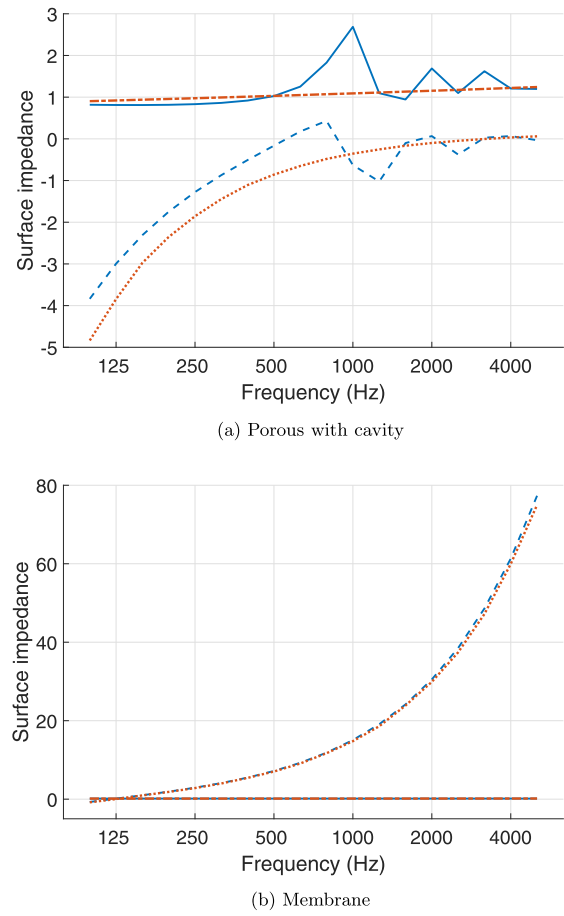 3
2
1
0
-1
-2
-3
-4
-5
Surface impedance
125 250 500 1000 2000 4000
Frequency (Hz)
(a) Porous with cavity
80
60
40
20
0
Surface impedance
125 250 500 1000 2000 4000
Frequency (Hz)
(b) Membrane